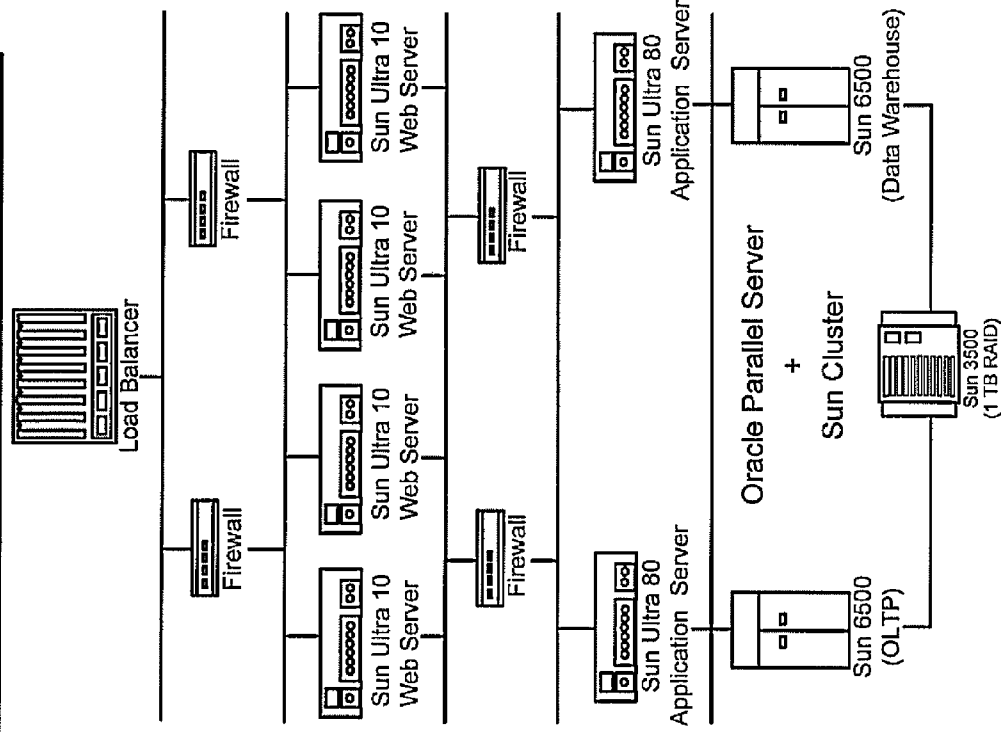 Load Balancer
Firewall
Firewall
Sun Ultra 10
Web Server
Sun Ultra 10
Web Server
Sun Ultra 10
Web Server
Sun Ultra 10
Web Server
Firewall
Firewall
Sun Ultra 80
Application Server
Sun Ultra 80
Application Server
Oracle Parallel Server
+
Sun Cluster
Sun 6500
(OLTP)
Sun 6500
(Data Warehouse)
Sun 3500
(1 TB RAID)